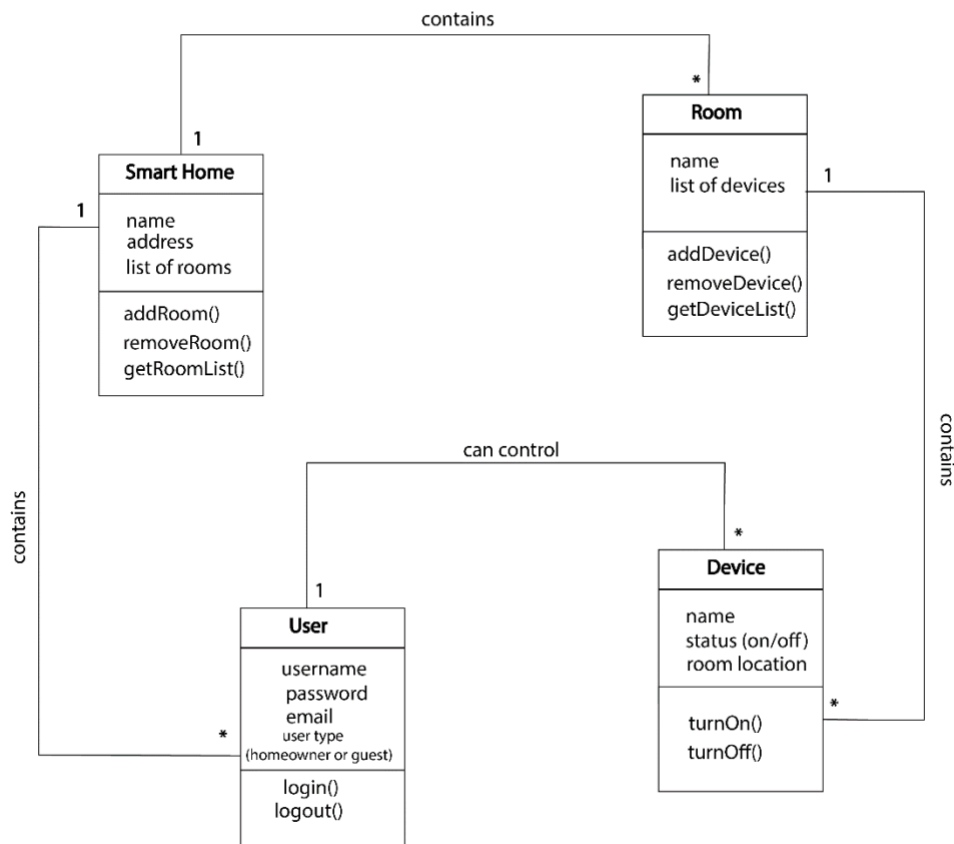 contains
*
Room
1
name
list of devices
1
addDevice()
removeDevice()
getDeviceList()
Smart Home
1
name
address
list of rooms
addRoom()
removeRoom()
getRoomList()
contains
contains
can control
*
1
Device
name
status (on/off)
room location
*
turnOn()
turnOff()
User
username
password
email
user type
(homeowner or guest)
*
login()
logout()